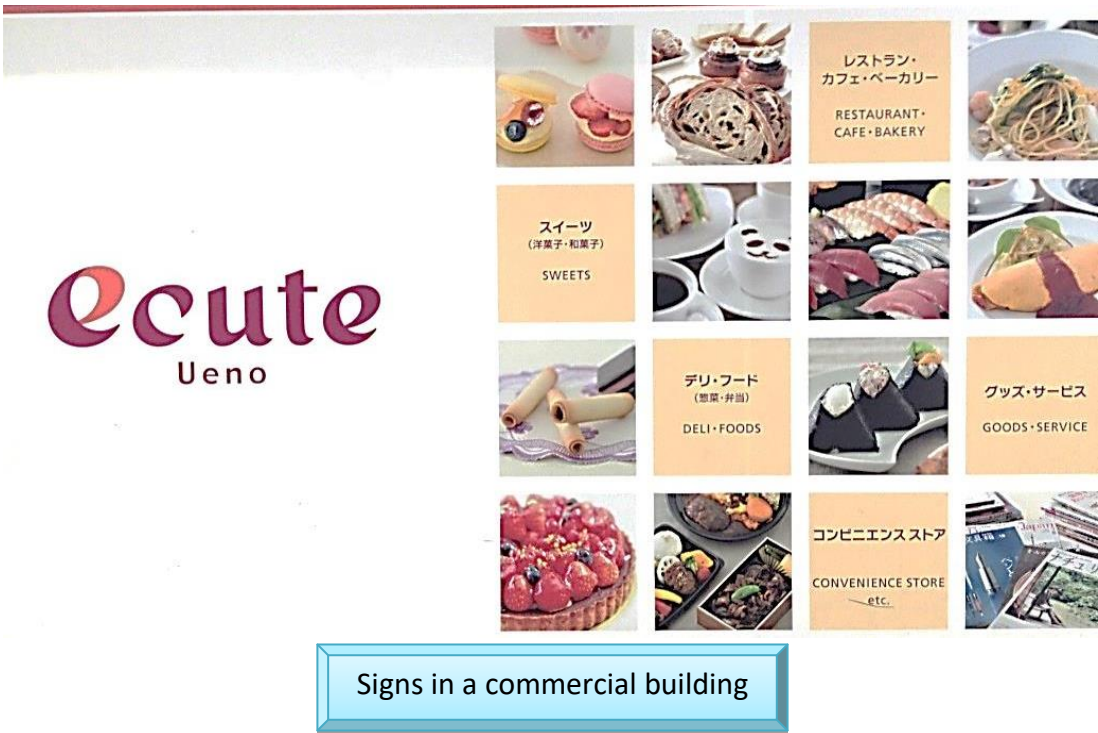 ecute
Ueno
レストラン・
カフェ・ベーカリー
RESTAURANT・
CAFE・BAKERY
スイーツ
(洋菓子・和菓子)
SWEETS
デリ・フード
(惣菜・弁当)
DELI・FOODS
グッズ・サービス
GOODS・SERVICE
コンビニエンス ストア
CONVENIENCE STORE
etc.
Japan
Signs in a commercial building